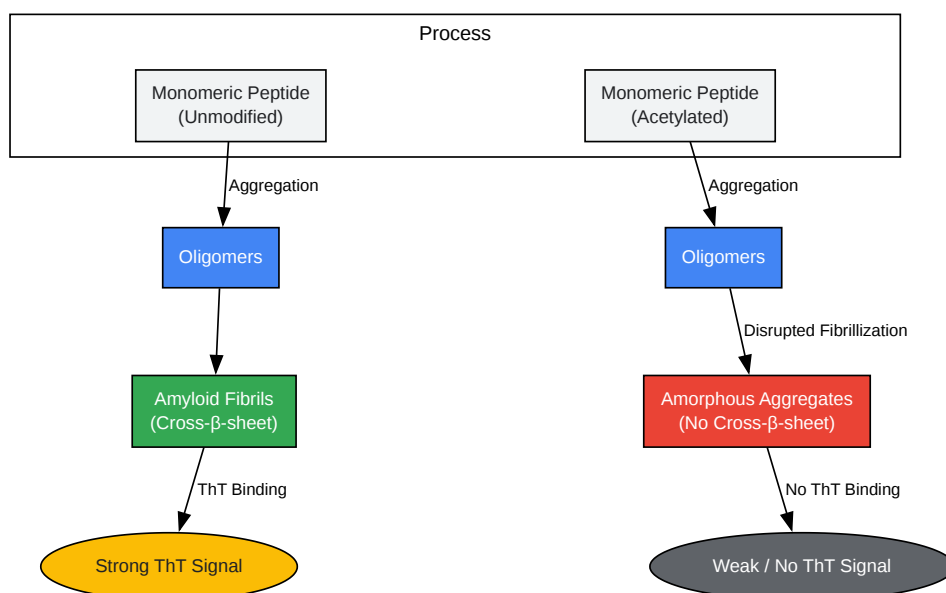 Process
Monomeric Peptide
(Unmodified)
Monomeric Peptide
(Acetylated)
Aggregation
Aggregation
Oligomers
Oligomers
Disrupted Fibrillization
Amyloid Fibrils
(Cross-β-sheet)
Amorphous Aggregates
(No Cross-β-sheet)
ThT Binding
No ThT Binding
Strong ThT Signal
Weak / No ThT Signal